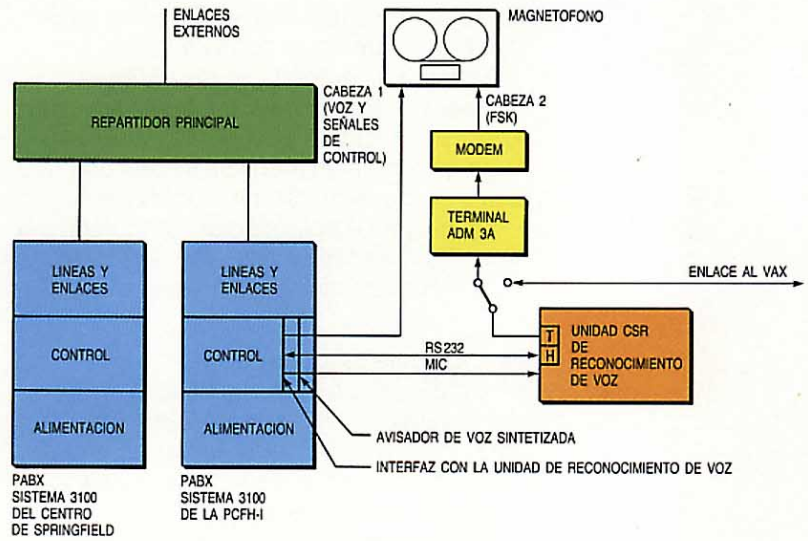 ENLACES
EXTERNOS
MAGNETOFONO
REPARTIDOR PRINCIPAL
CABEZA 1
(VOZ Y
SEÑALES
DE
CONTROL)
CABEZA 2
(FSK)
MODEM
TERMINAL
ADM 3A
LINEAS Y
ENLACES
LINEAS Y
ENLACES
ENLACE AL VAX
CONTROL
CONTROL
RS232
MIC
T
H
UNIDAD CSR
DE
RECONOCIMIENTO
DE VOZ
ALIMENTACION
ALIMENTACION
AVISADOR DE VOZ SINTETIZADA
INTERFAZ CON LA UNIDAD DE RECONOCIMIENTO DE VOZ
PABX
SISTEMA 3100
DEL CENTRO
DE SPRINGFIELD
PABX
SISTEMA 3100
DE LA PCFH-I